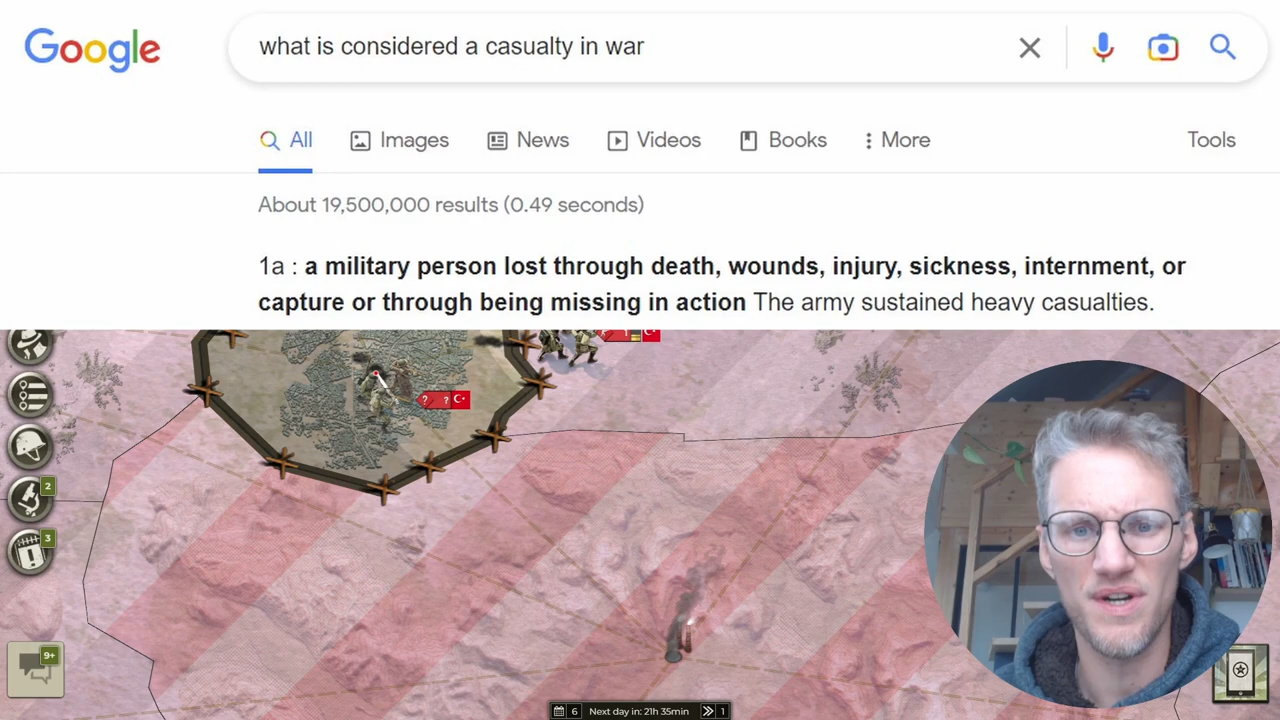 Google
what is considered a casualty in war
All
Images
News
Videos
Books
More
Tools
About 19,500,000 results (0.49 seconds)
1a : a military person lost through death, wounds, injury, sickness, internment, or
capture or through being missing in action The army sustained heavy casualties.
? ?
2
3
9+
6 Next day in: 21h 35min 1